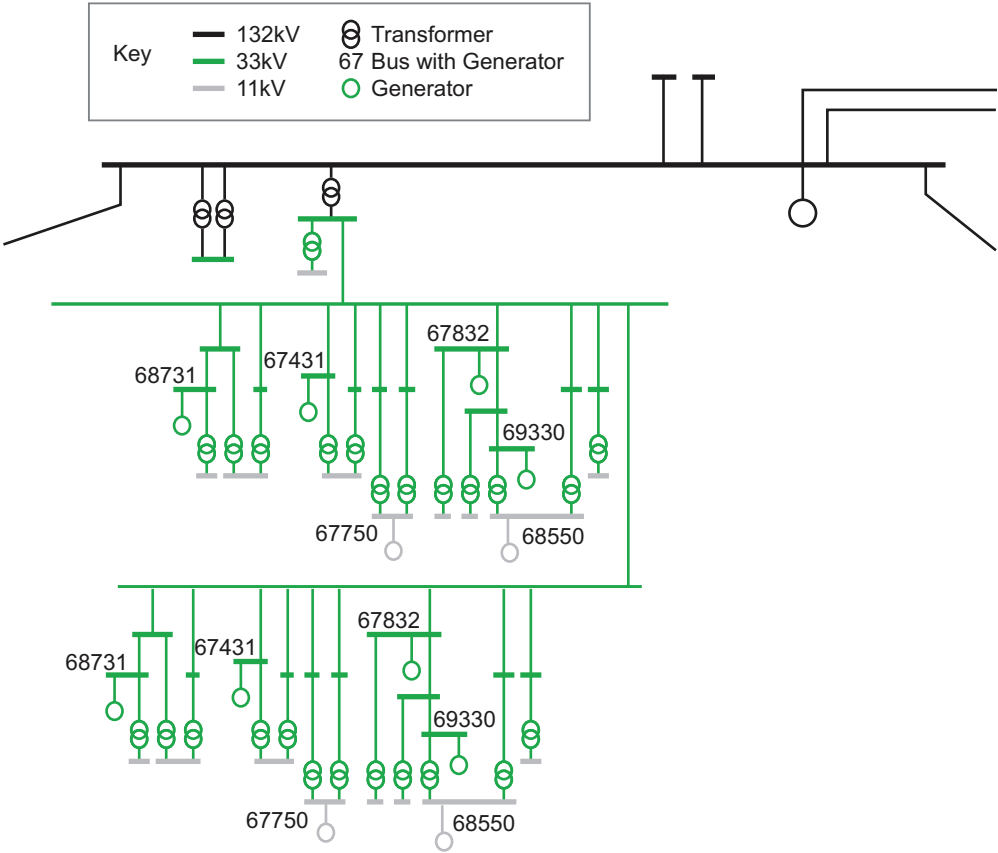 Key
132kV
Transformer
33kV
67 Bus with Generator
11kV
Generator
67832
67431
68731
69330
67750
68550
67832
67431
68731
69330
67750
68550